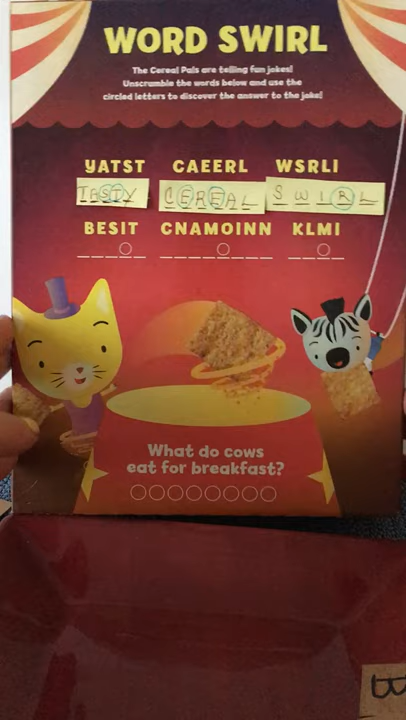 WORD SWIRL
The Cereal Pals are telling fun jokes!
Unscramble the words below and use the
circled letters to discover the answer to the joke!
YATST CAEERL WSRLI
TASTY CEREAL SWIRL
BESIT CNAMOINN KLMI
What do cows
eat for breakfast?